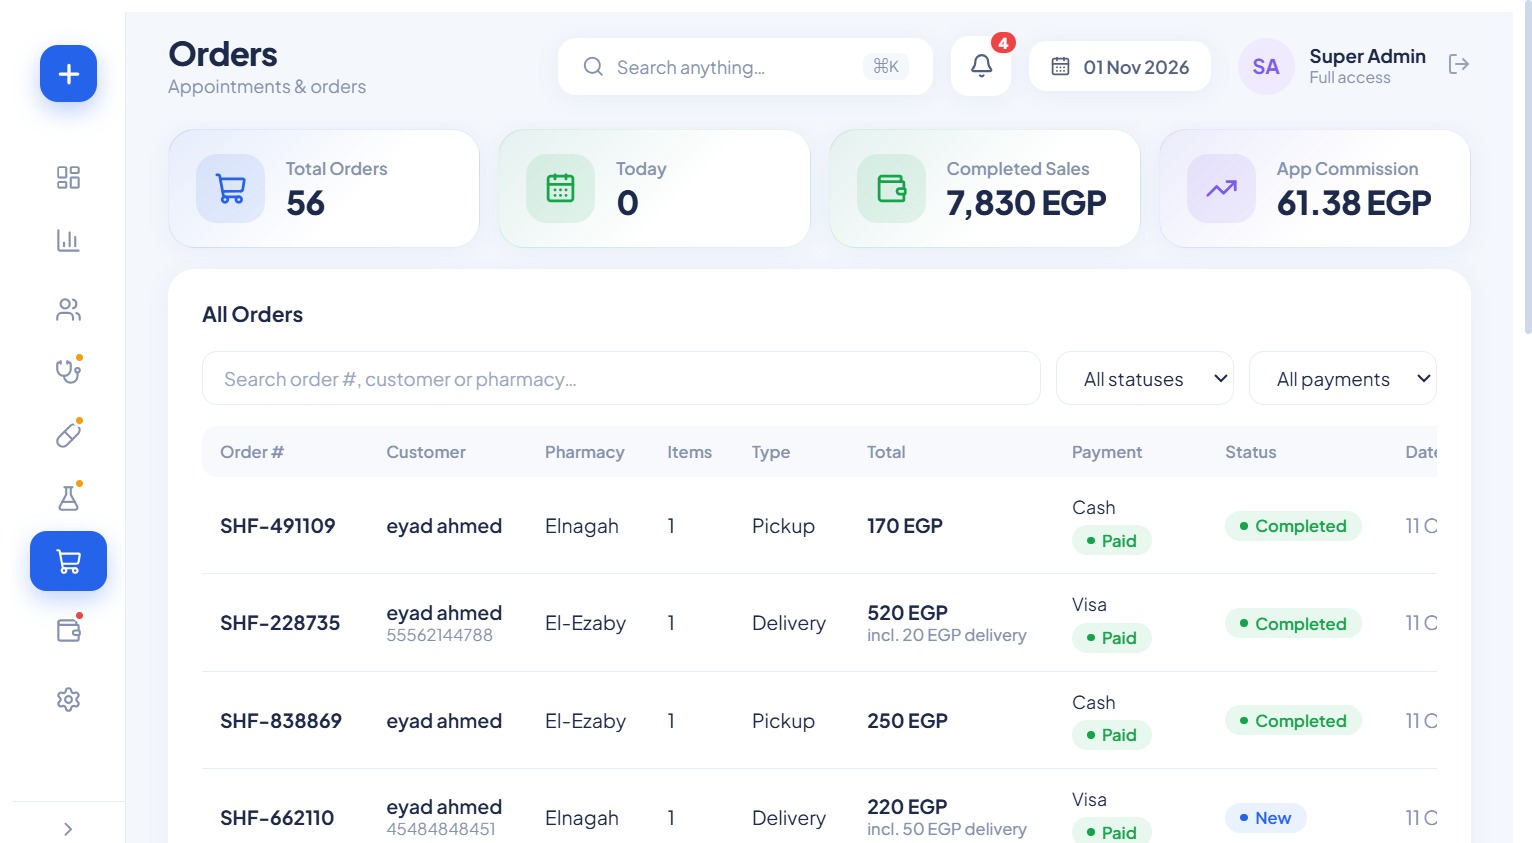 Orders
Appointments & orders
Search anything...
⌘K
4
01 Nov 2026
SA
Super Admin
Full access
Total Orders
56
Today
0
Completed Sales
7,830 EGP
App Commission
61.38 EGP
All Orders
Search order #, customer or pharmacy...
All statuses
All payments
Order # Customer Pharmacy Items Type Total Payment Status Date
SHF-491109 eyad ahmed Elnagah 1 Pickup 170 EGP Cash Paid Completed 11 O
SHF-228735 eyad ahmed 55562144788 El-Ezaby 1 Delivery 520 EGP incl. 20 EGP delivery Visa Paid Completed 11 O
SHF-838869 eyad ahmed El-Ezaby 1 Pickup 250 EGP Cash Paid Completed 11 O
SHF-662110 eyad ahmed 45484848451 Elnagah 1 Delivery 220 EGP incl. 50 EGP delivery Visa Paid New 11 O